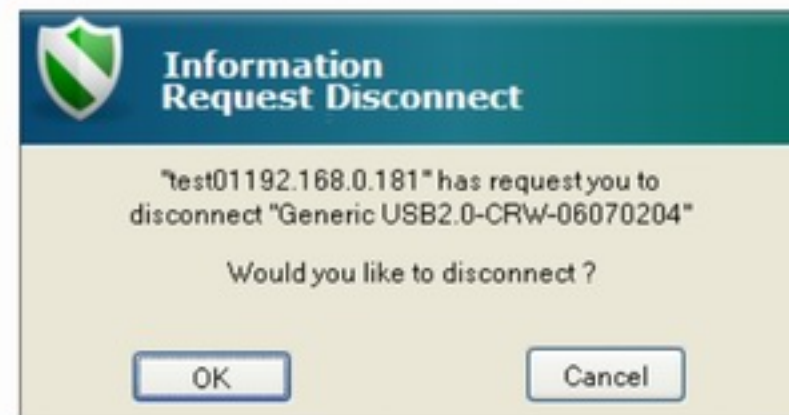 Information
Request Disconnect
"test01192.168.0.181" has request you to
disconnect "Generic USB2.0-CRW-06070204"
Would you like to disconnect ?
OK
Cancel